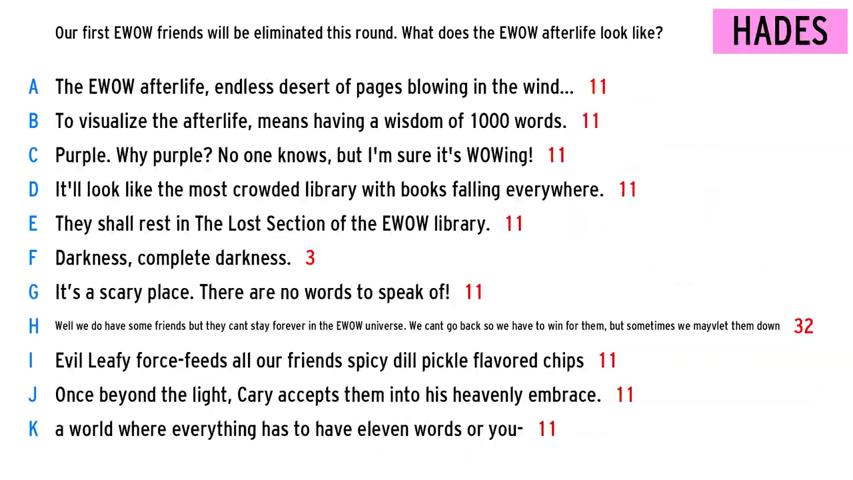 Our first EWOW friends will be eliminated this round. What does the EWOW afterlife look like?
HADES
A The EWOW afterlife, endless desert of pages blowing in the wind... 11
B To visualize the afterlife, means having a wisdom of 1000 words. 11
C Purple. Why purple? No one knows, but I'm sure it's WOWing! 11
D It'll look like the most crowded library with books falling everywhere. 11
E They shall rest in The Lost Section of the EWOW library. 11
F Darkness, complete darkness. 3
G It’s a scary place. There are no words to speak of! 11
H Well we do have some friends but they cant stay forever in the EWOW universe. We cant go back so we have to win for them, but sometimes we mayvlet them down 32
I Evil Leafy force-feeds all our friends spicy dill pickle flavored chips 11
J Once beyond the light, Cary accepts them into his heavenly embrace. 11
K a world where everything has to have eleven words or you- 11